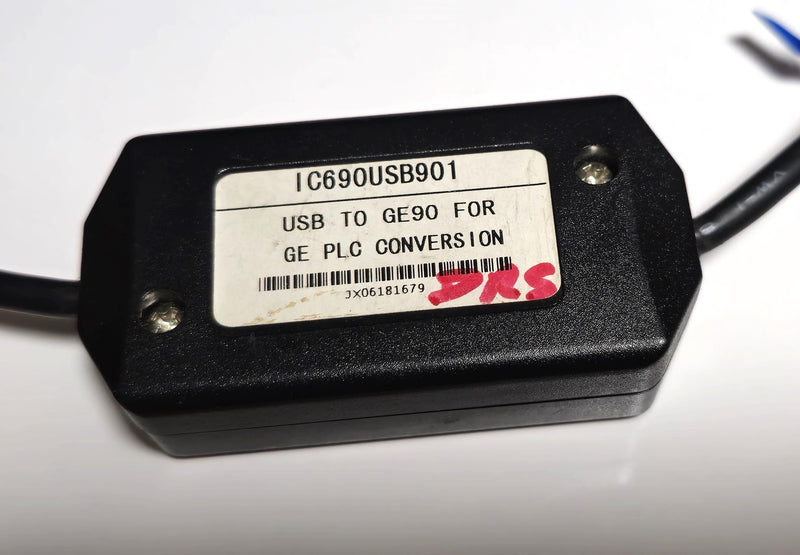 IC690USB901
USB TO GE90 FOR
GE PLC CONVERSION
JX06181679
DRS